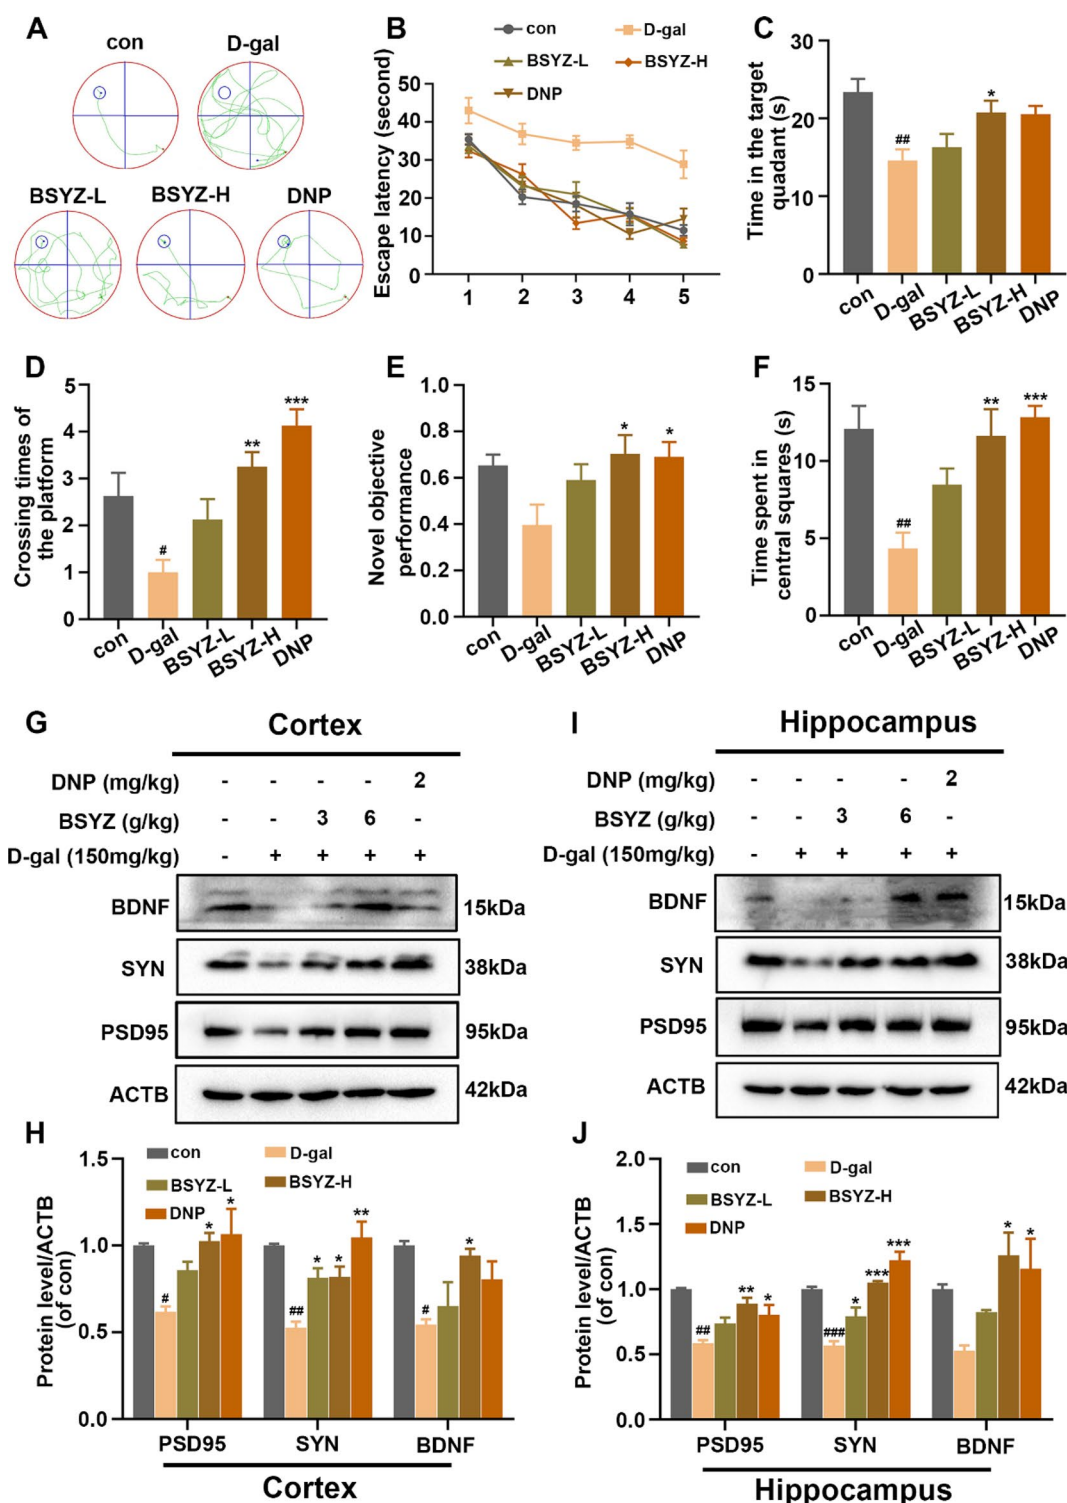 A
con
D-gal
BSYZ-L
BSYZ-H
DNP
B
con
D-gal
BSYZ-L
BSYZ-H
DNP
Escape latency (second)
50
40
30
20
10
0
1 2 3 4 5
C
Time in the target
quadant (s)
30
20
10
0
*
##
con D-gal BSYZ-L BSYZ-H DNP
D
Crossing times of
the platform
5
4
3
2
1
0
#
**
***
con D-gal BSYZ-L BSYZ-H DNP
E
Novel objective
performance
1.0
0.8
0.6
0.4
0.2
0.0
*
*
con D-gal BSYZ-L BSYZ-H DNP
F
Time spent in
central squares (s)
15
10
5
0
##
**
***
con D-gal BSYZ-L BSYZ-H DNP
G
Cortex
DNP (mg/kg) - - - - 2
BSYZ (g/kg) - - 3 6 -
D-gal (150mg/kg) - + + + +
BDNF 15kDa
SYN 38kDa
PSD95 95kDa
ACTB 42kDa
I
Hippocampus
DNP (mg/kg) - - - - 2
BSYZ (g/kg) - - 3 6 -
D-gal (150mg/kg) - + + + +
BDNF 15kDa
SYN 38kDa
PSD95 95kDa
ACTB 42kDa
H
con
D-gal
BSYZ-L
BSYZ-H
DNP
Protein level/ACTB
(of con)
1.5
1.0
0.5
0.0
# * *
## * * **
# *
PSD95 SYN BDNF
Cortex
J
con
D-gal
BSYZ-L
BSYZ-H
DNP
Protein level/ACTB
(of con)
2.0
1.5
1.0
0.5
0.0
## ** *
### * *** ***
* *
PSD95 SYN BDNF
Hippocampus